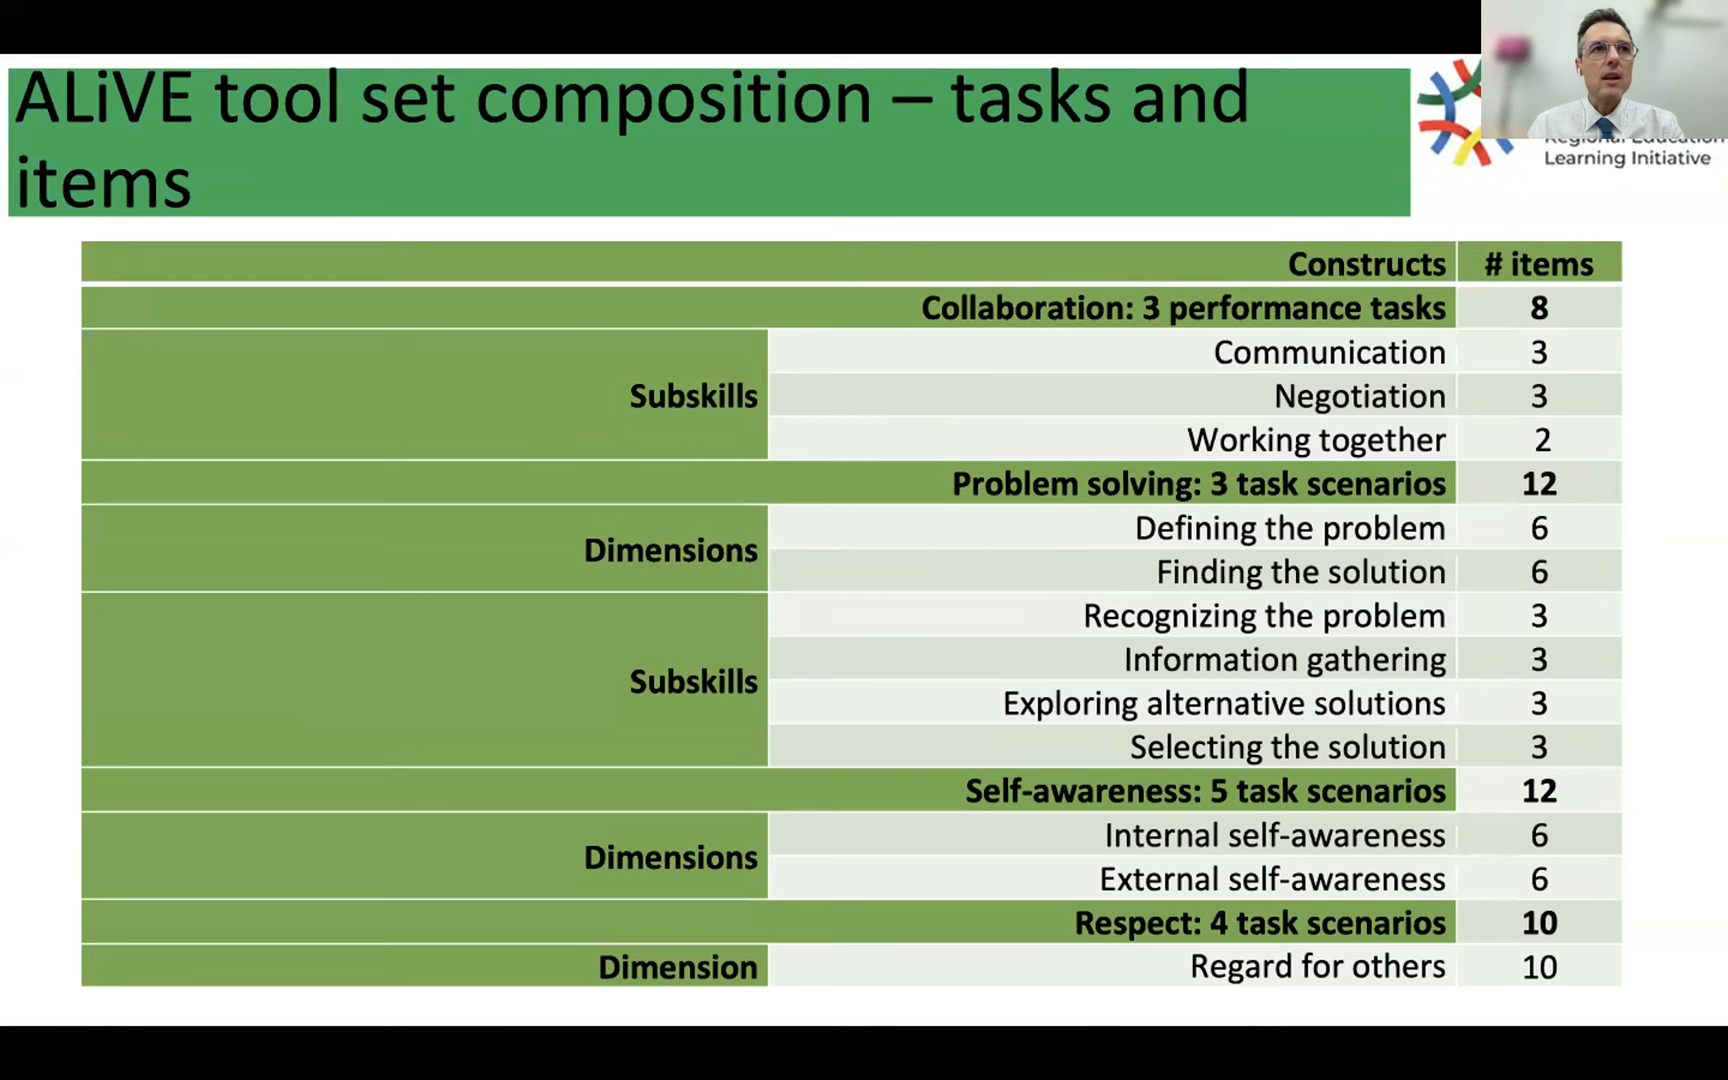 ALiVE tool set composition – tasks and
items
Regional Education
Learning Initiative
Constructs # items
Collaboration: 3 performance tasks 8
Subskills
Communication 3
Negotiation 3
Working together 2
Problem solving: 3 task scenarios 12
Dimensions
Defining the problem 6
Finding the solution 6
Subskills
Recognizing the problem 3
Information gathering 3
Exploring alternative solutions 3
Selecting the solution 3
Self-awareness: 5 task scenarios 12
Dimensions
Internal self-awareness 6
External self-awareness 6
Respect: 4 task scenarios 10
Dimension Regard for others 10